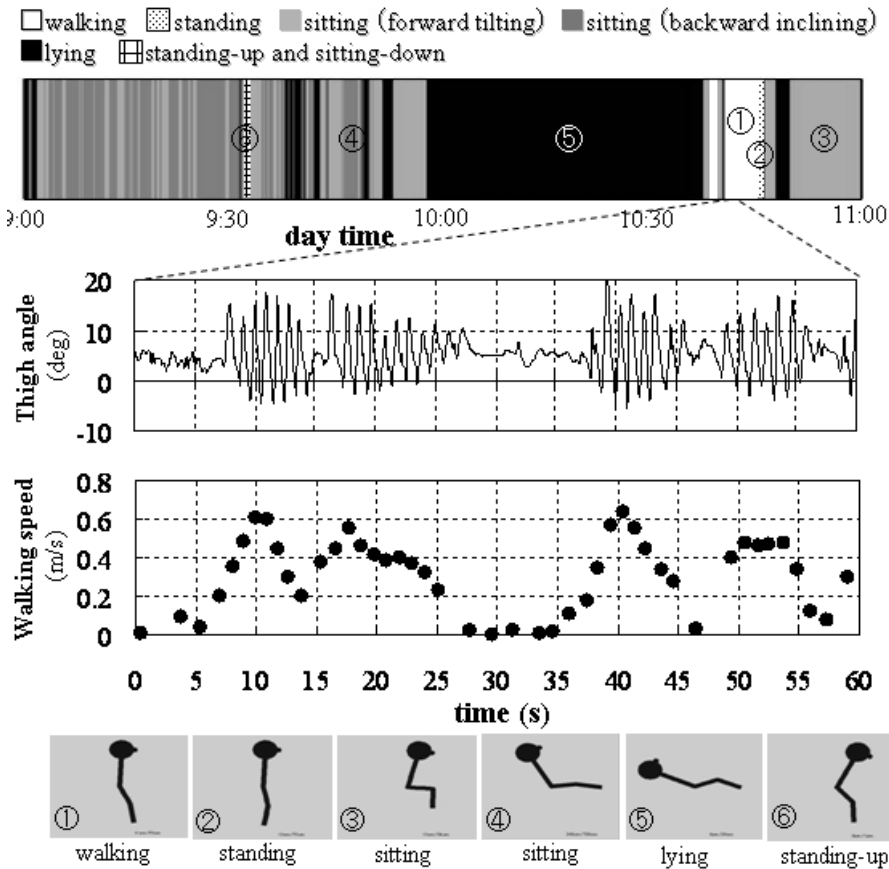 walking standing sitting (forward tilting) sitting (backward inclining)
lying standing-up and sitting-down
⑥ ④ ⑤ ① ② ③
9:00 9:30 10:00 10:30 11:00
day time
Thigh angle
(deg)
20
10
0
-10
Walking speed
(m/s)
0.8
0.6
0.4
0.2
0
0 5 10 15 20 25 30 35 40 45 50 55 60
time (s)
① ② ③ ④ ⑤ ⑥
walking standing sitting sitting lying standing-up